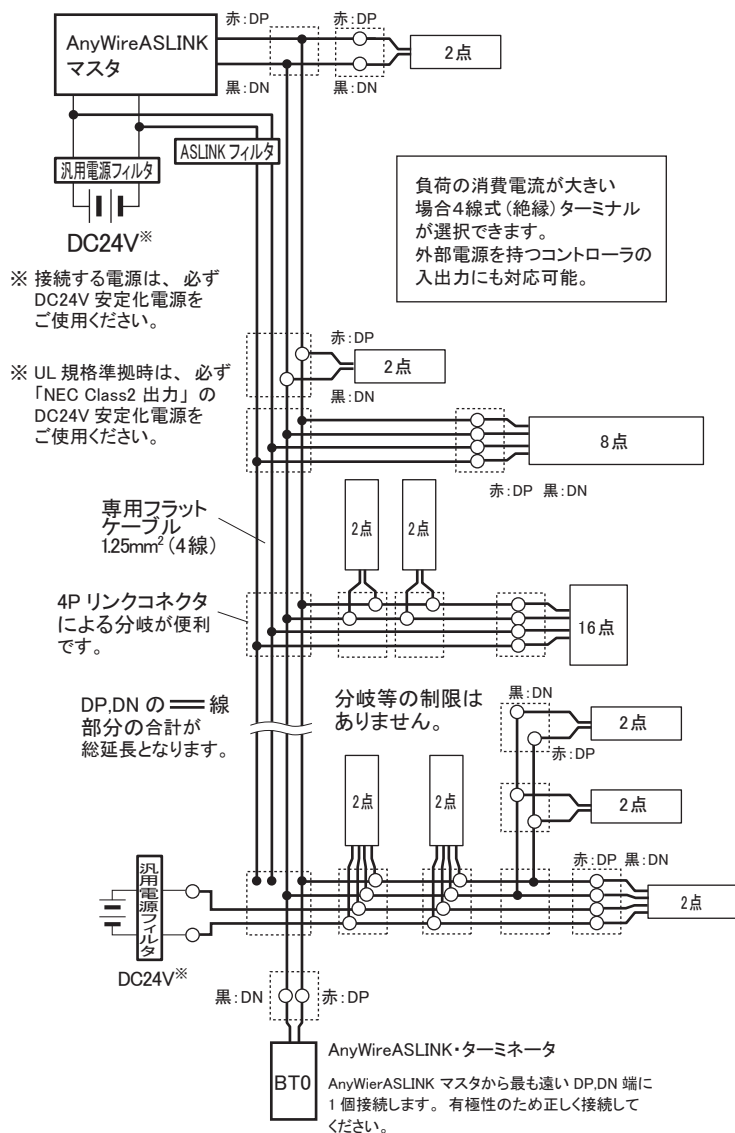 赤:DP
赤:DP
AnyWireASLINK
マスタ
2点
黒:DN
黒:DN
ASLINK フィルタ
汎用電源フィルタ
DC24V※
負荷の消費電流が大きい
場合4線式(絶縁)ターミナル
が選択できます。
外部電源を持つコントローラの
入出力にも対応可能。
※ 接続する電源は、必ず
DC24V 安定化電源を
ご使用ください。
赤:DP
2点
黒:DN
※ UL 規格準拠時は、必ず
「NEC Class2 出力」の
DC24V 安定化電源を
ご使用ください。
8点
赤:DP 黒:DN
専用フラット
ケーブル
1.25mm²(4線)
2点
2点
4P リンクコネクタ
による分岐が便利
です。
16点
DP,DN の 線
部分の合計が
総延長となります。
分岐等の制限は
ありません。
黒:DN
2点
赤:DP
2点
2点
2点
赤:DP 黒:DN
2点
汎用電源フィルタ
DC24V※
黒:DN
赤:DP
BT0
AnyWireASLINK・ターミネータ
AnyWierASLINK マスタから最も遠い DP,DN 端に
1 個接続します。有極性のため正しく接続して
ください。